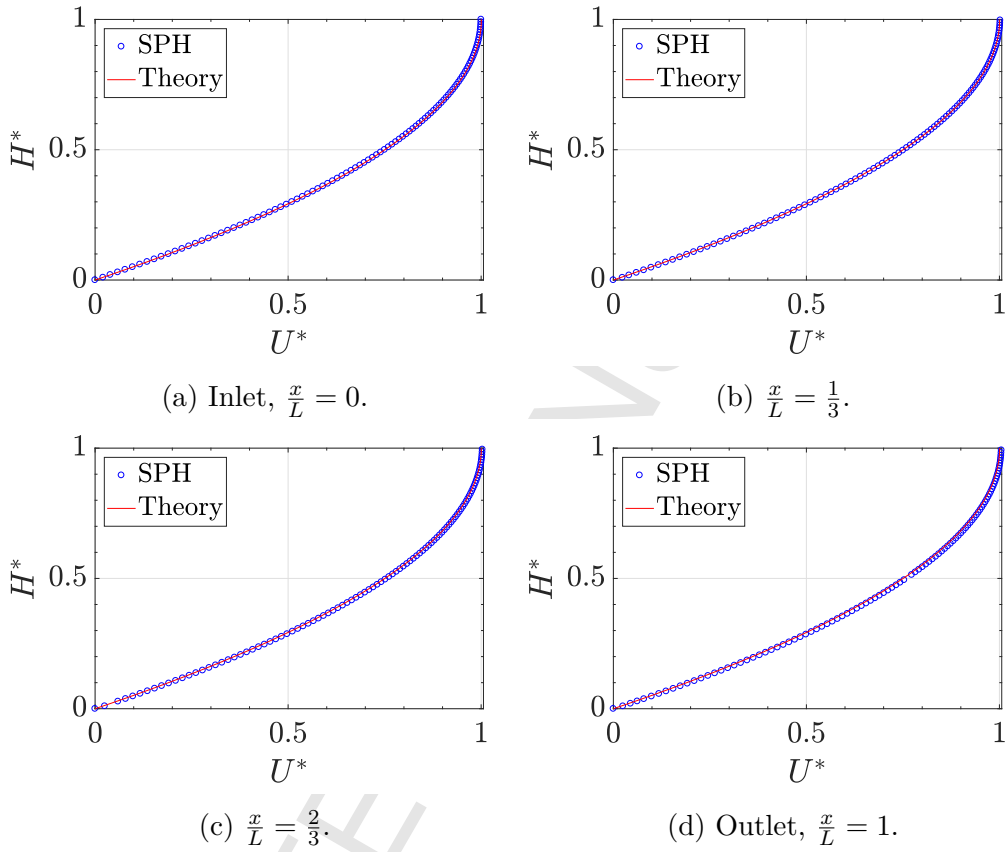 1
SPH
Theory
0.5
H*
0
0 0.5 1
U*
(a) Inlet, x/L = 0.
1
SPH
Theory
0.5
H*
0
0 0.5 1
U*
(b) x/L = 1/3.
1
SPH
Theory
0.5
H*
0
0 0.5 1
U*
(c) x/L = 2/3.
1
SPH
Theory
0.5
H*
0
0 0.5 1
U*
(d) Outlet, x/L = 1.